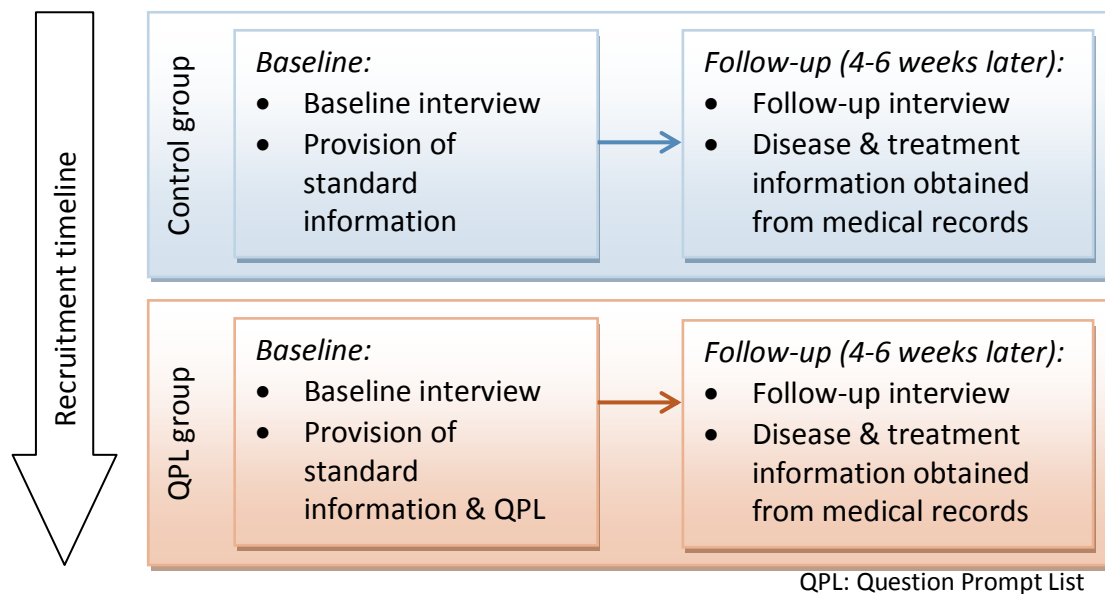 Recruitment timeline
Control group
Baseline:
• Baseline interview
• Provision of
standard
information
Follow-up (4-6 weeks later):
• Follow-up interview
• Disease & treatment
information obtained
from medical records
QPL group
Baseline:
• Baseline interview
• Provision of
standard
information & QPL
Follow-up (4-6 weeks later):
• Follow-up interview
• Disease & treatment
information obtained
from medical records
QPL: Question Prompt List